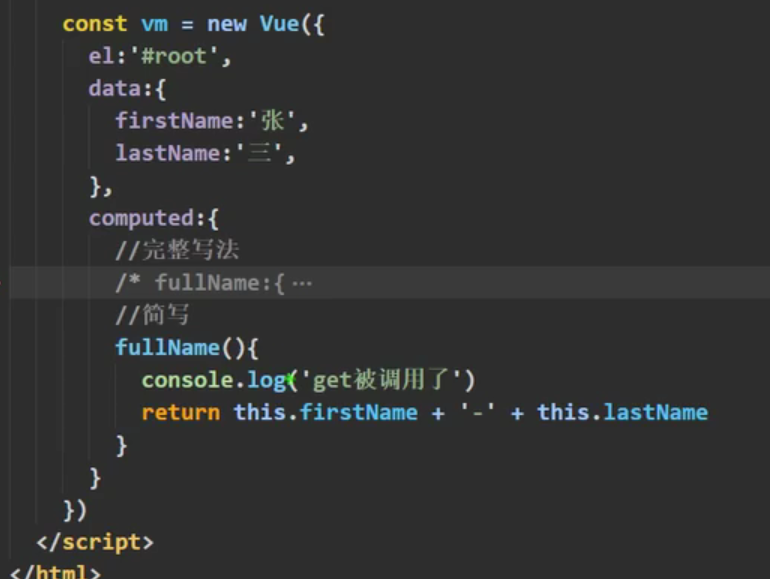 const vm = new Vue({
el:'#root',
data:{
firstName:'张',
lastName:'三',
},
computed:{
//完整写法
/* fullName:{ ···
//简写
fullName(){
console.log('get被调用了')
return this.firstName + '-' + this.lastName
}
}
})
</script>
</html>